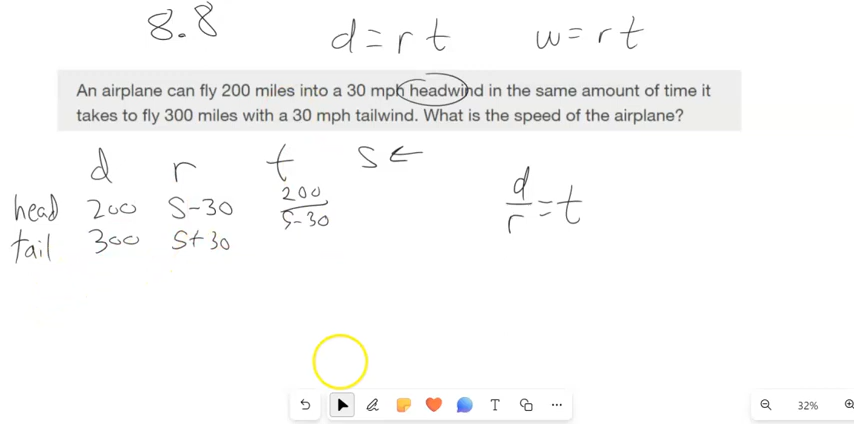 8.8
d = r t w = r t
An airplane can fly 200 miles into a 30 mph headwind in the same amount of time it
takes to fly 300 miles with a 30 mph tailwind. What is the speed of the airplane?
d r t S ←
head 200 S-30 200/S-30
tail 300 S+30
d/r = t
T 32%